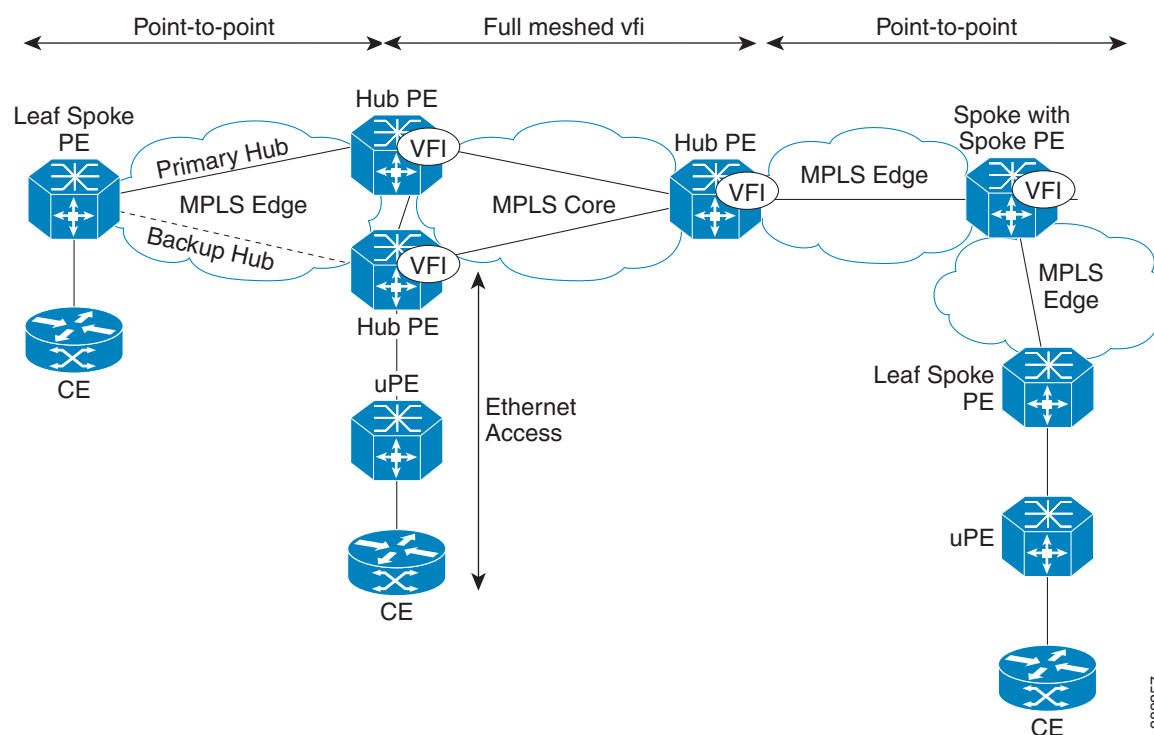 Point-to-point
Full meshed vfi
Point-to-point
Leaf Spoke
PE
Hub PE
VFI
Primary Hub
MPLS Edge
Backup Hub
VFI
Hub PE
MPLS Core
Hub PE
VFI
MPLS Edge
Spoke with
Spoke PE
VFI
MPLS
Edge
CE
uPE
Ethernet
Access
CE
Leaf Spoke
PE
uPE
CE